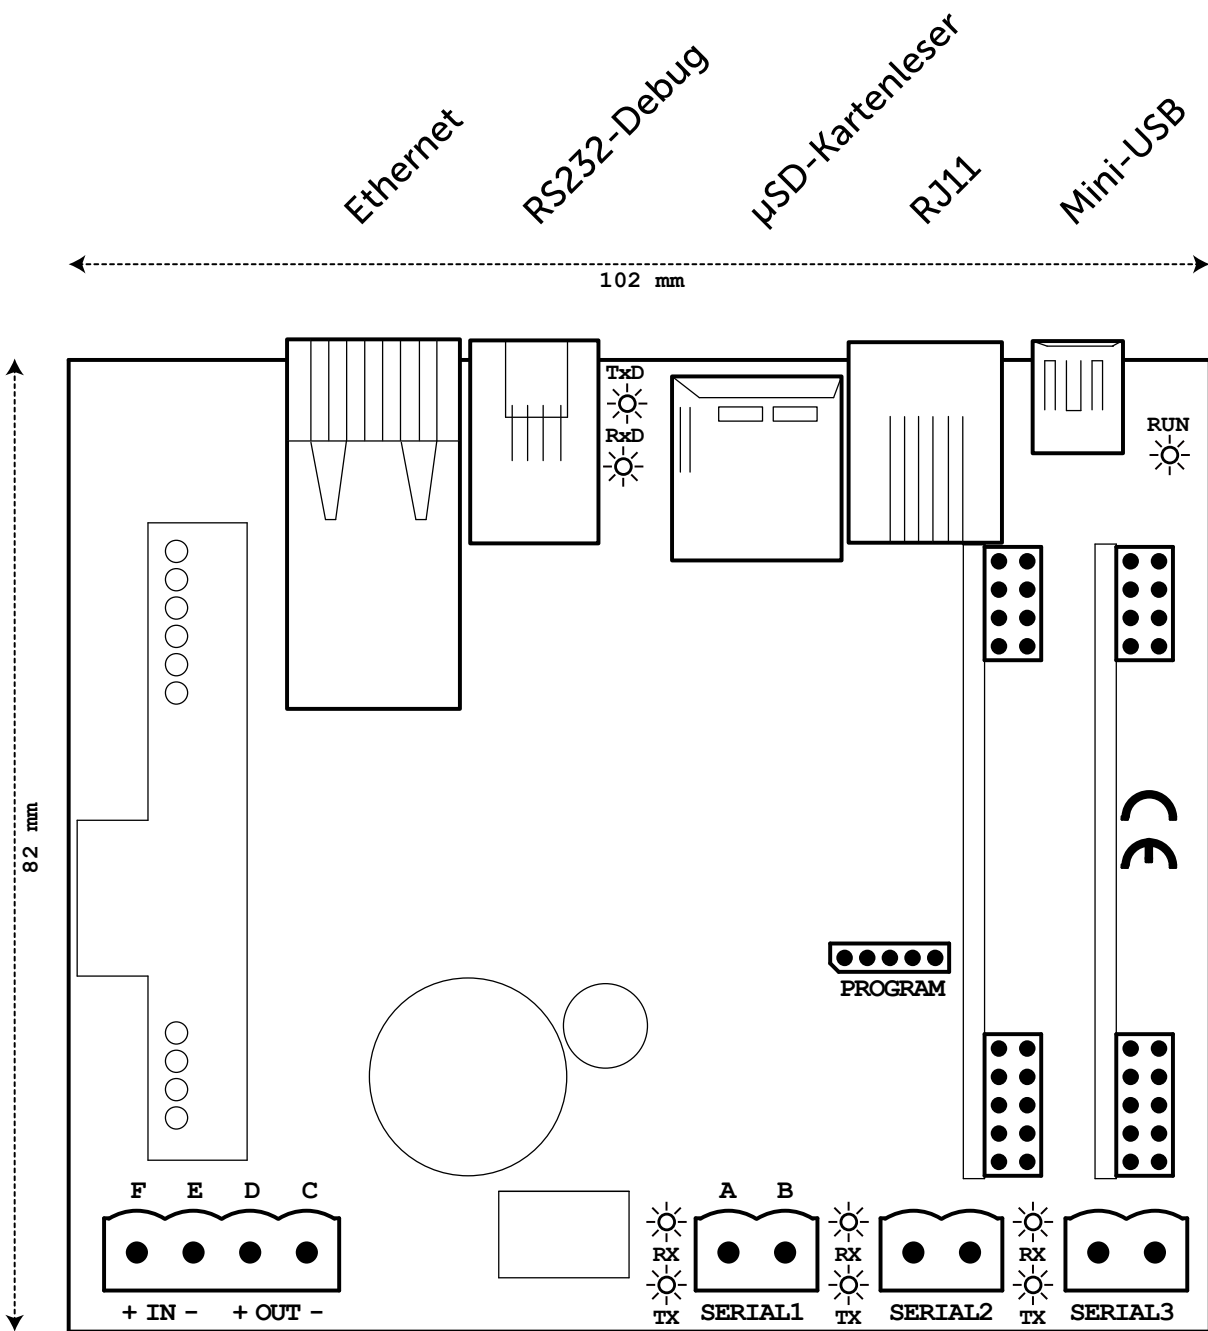 Ethernet
RS232-Debug
µSD-Kartenleser
RJ11
Mini-USB
102 mm
TxD
RxD
RUN
82 mm
CE
PROGRAM
F E D C
A B
RX
RX
RX
+ IN - + OUT -
TX
SERIAL1
TX
SERIAL2
TX
SERIAL3